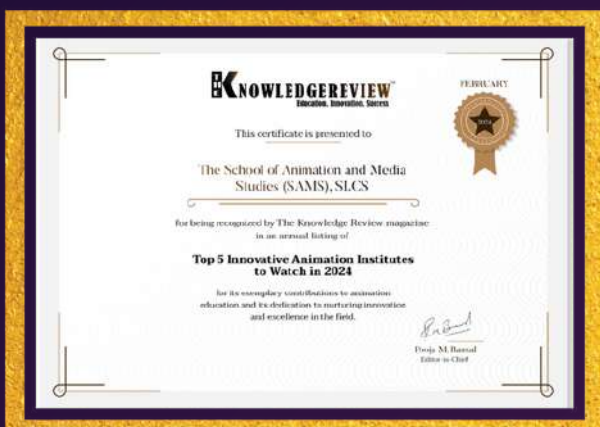 THE KNOWLEDGEREVIEW™
Education. Innovation. Success
FEBRUARY
2024
This certificate is presented to
The School of Animation and Media
Studies (SAMS), SLCS
for being recognized by The Knowledge Review magazine
in an annual listing of
Top 5 Innovative Animation Institutes
to Watch in 2024
for its exemplary contributions to animation
education and its dedication to nurturing innovation
and excellence in the field.
Pooja M. Bansal
Editor-in-Chief